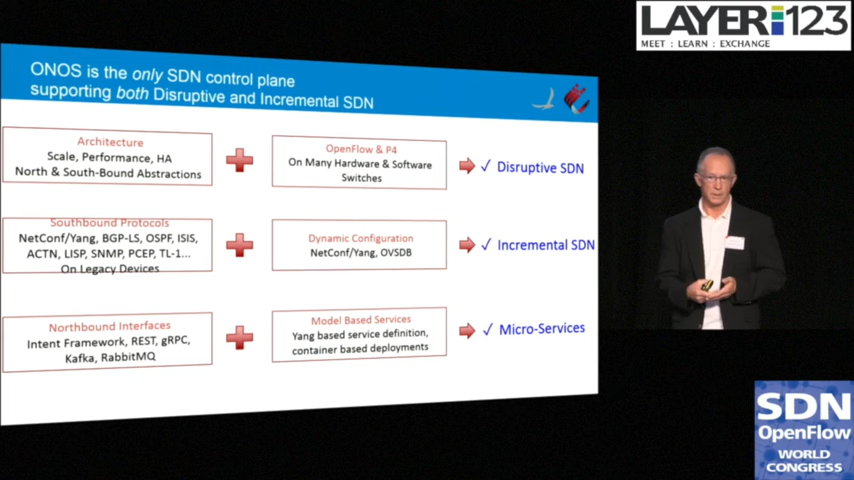 LAYER 123
MEET : LEARN : EXCHANGE
ONOS is the only SDN control plane
supporting both Disruptive and Incremental SDN
Architecture
Scale, Performance, HA
North & South-Bound Abstractions
OpenFlow & P4
On Many Hardware & Software
Switches
✓ Disruptive SDN
Southbound Protocols
NetConf/Yang, BGP-LS, OSPF, ISIS,
ACTN, LISP, SNMP, PCEP, TL-1...
On Legacy Devices
Dynamic Configuration
NetConf/Yang, OVSDB
✓ Incremental SDN
Northbound Interfaces
Intent Framework, REST, gRPC,
Kafka, RabbitMQ
Model Based Services
Yang based service definition,
container based deployments
✓ Micro-Services
SDN
OpenFlow
WORLD
CONGRESS